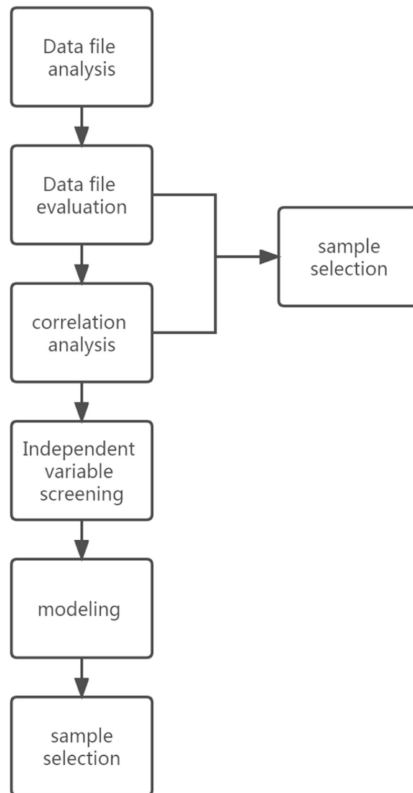 Data file
analysis
Data file
evaluation
sample
selection
correlation
analysis
Independent
variable
screening
modeling
sample
selection